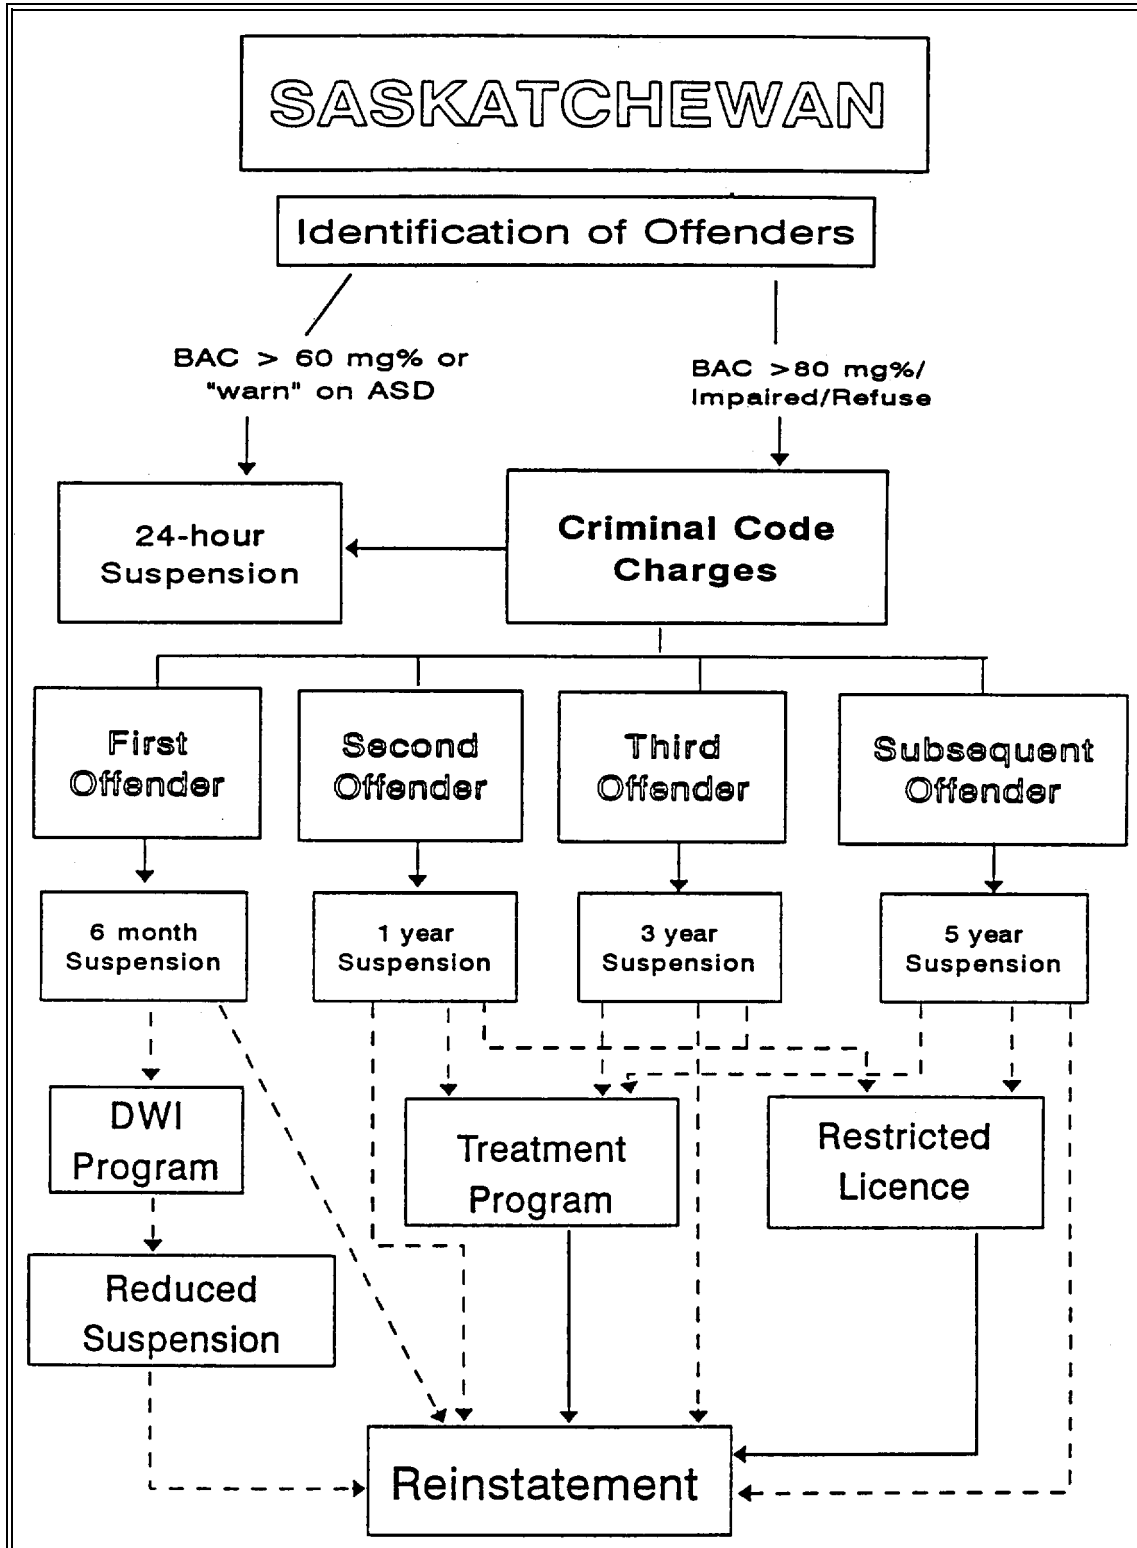 SASKATCHEWAN
Identification of Offenders
BAC > 60 mg% or
"warn" on ASD
BAC >80 mg%/
Impaired/Refuse
24-hour
Suspension
Criminal Code
Charges
First
Offender
Second
Offender
Third
Offender
Subsequent
Offender
6 month
Suspension
1 year
Suspension
3 year
Suspension
5 year
Suspension
DWI
Program
Treatment
Program
Restricted
Licence
Reduced
Suspension
Reinstatement